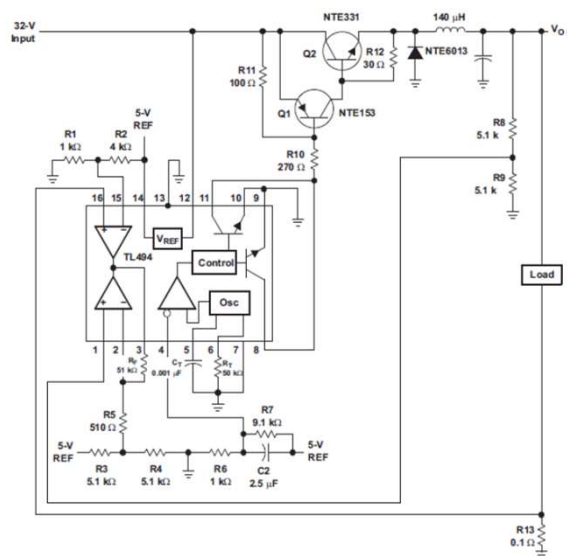 32-V
Input
NTE331
140 μH
VO
Q2
R12
30 Ω
NTE6013
R11
100 Ω
Q1
NTE153
5-V
REF
R1
1 kΩ
R2
4 kΩ
R8
5.1 k
R10
270 Ω
R9
5.1 k
16 15 14 13 12 11 10 9
VREF
Control
TL494
Osc
Load
1 2 3 4 5 6 7 8
RF
51 kΩ
CT
0.001 μF
RT
50 kΩ
R5
510 Ω
R7
9.1 kΩ
5-V
REF
5-V
REF
R3
5.1 kΩ
R4
5.1 kΩ
R6
1 kΩ
C2
2.5 μF
R13
0.1 Ω